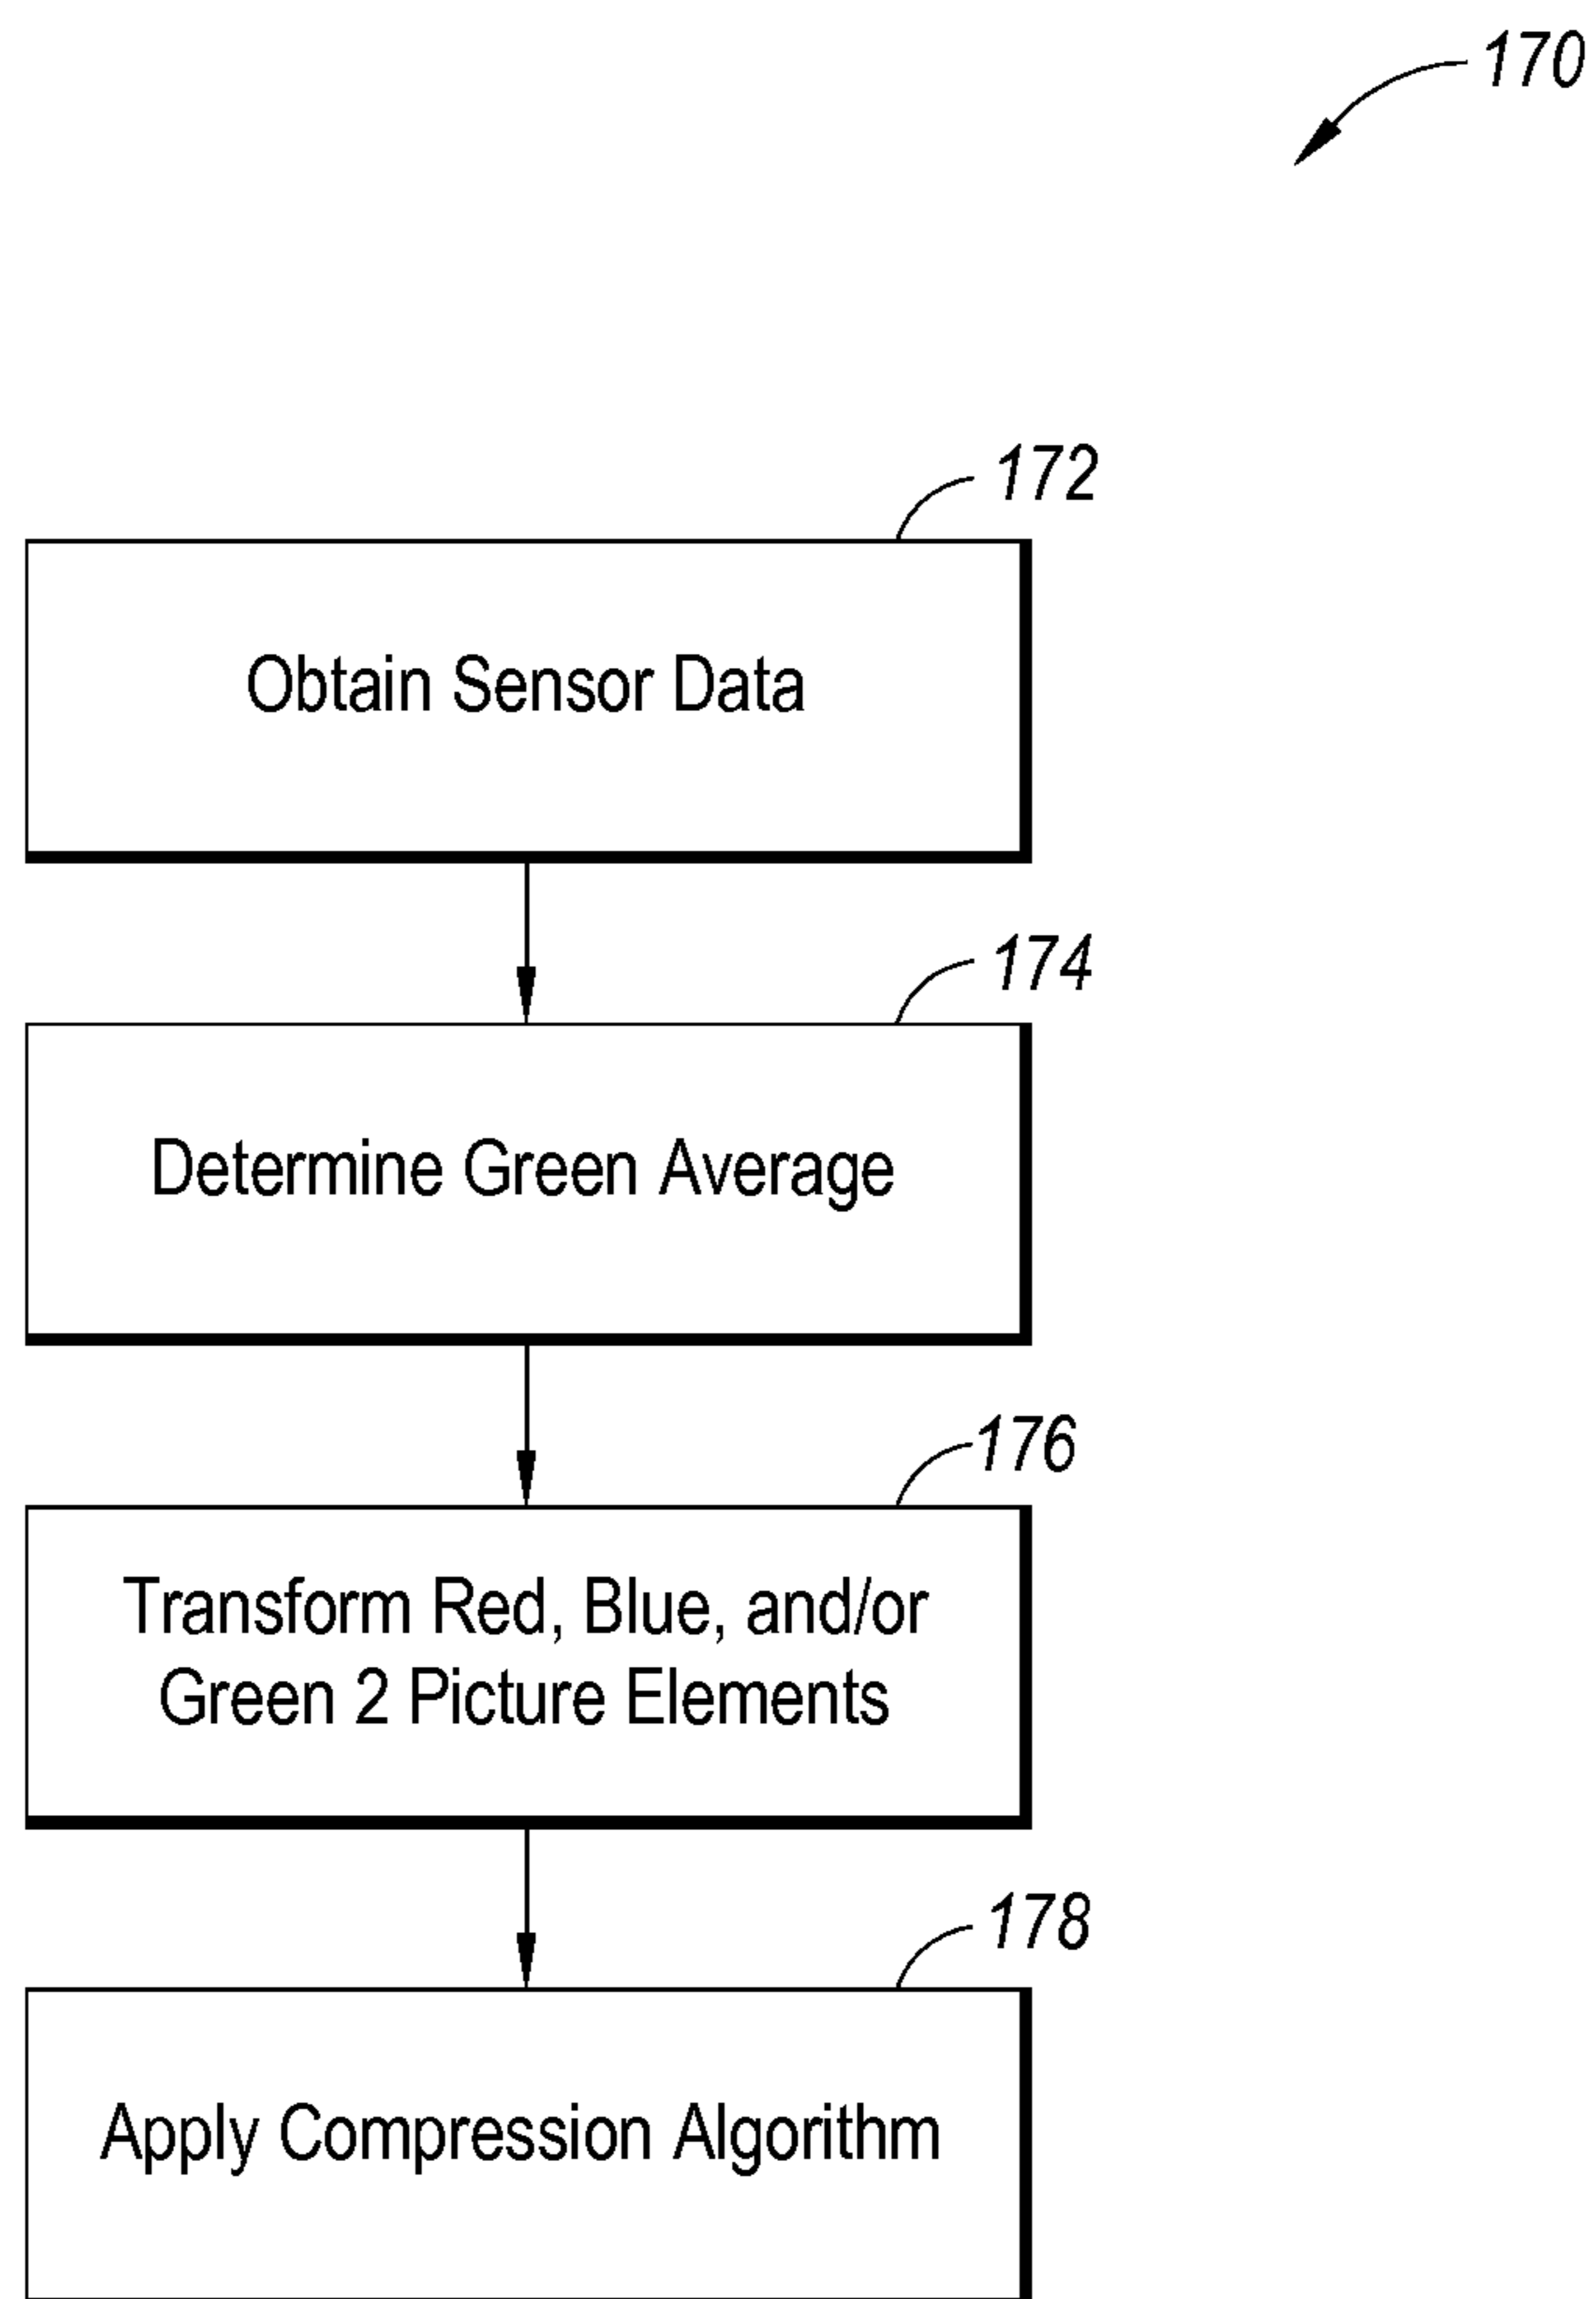 170
172
Obtain Sensor Data
174
Determine Green Average
176
Transform Red, Blue, and/or
Green 2 Picture Elements
178
Apply Compression Algorithm